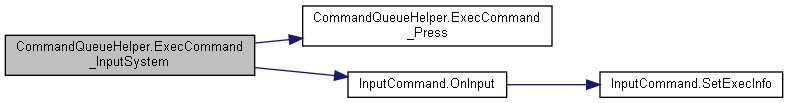 CommandQueueHelper.ExecCommand
_InputSystem
CommandQueueHelper.ExecCommand
_Press
InputCommand.OnInput
InputCommand.SetExecInfo